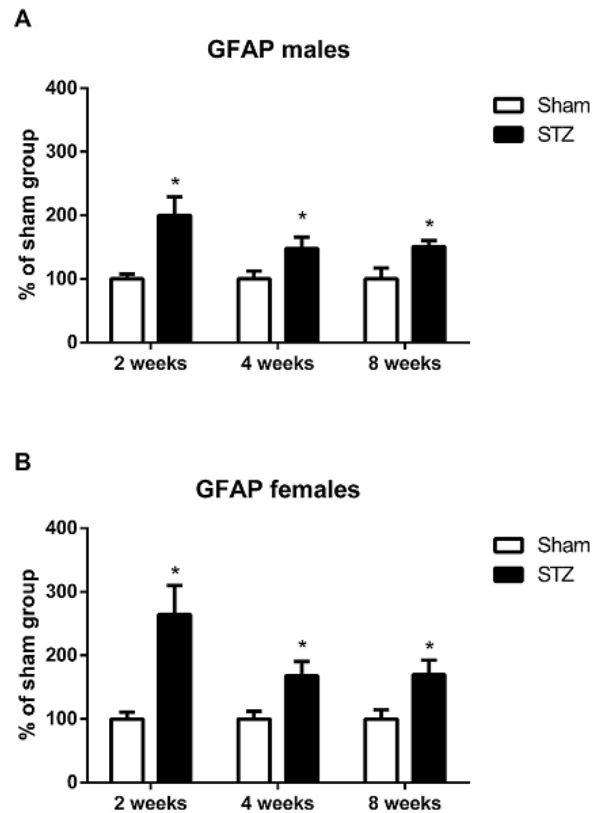 A
GFAP males
400
300
200
100
0
% of sham group
Sham
STZ
*
*
*
2 weeks
4 weeks
8 weeks
B
GFAP females
400
300
200
100
0
% of sham group
Sham
STZ
*
*
*
2 weeks
4 weeks
8 weeks